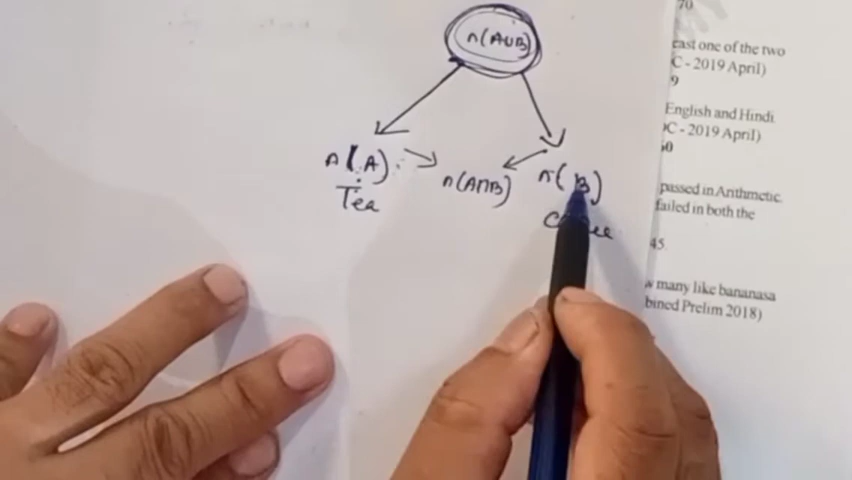 n(A∪B)
n(A) n(A∩B) n(B)
Tea
70
east one of the two
C - 2019 April)
9
English and Hindi
C - 2019 April)
60
passed in Arithmetic.
failed in both the
45
w many like bananasa
bined Prelim 2018)